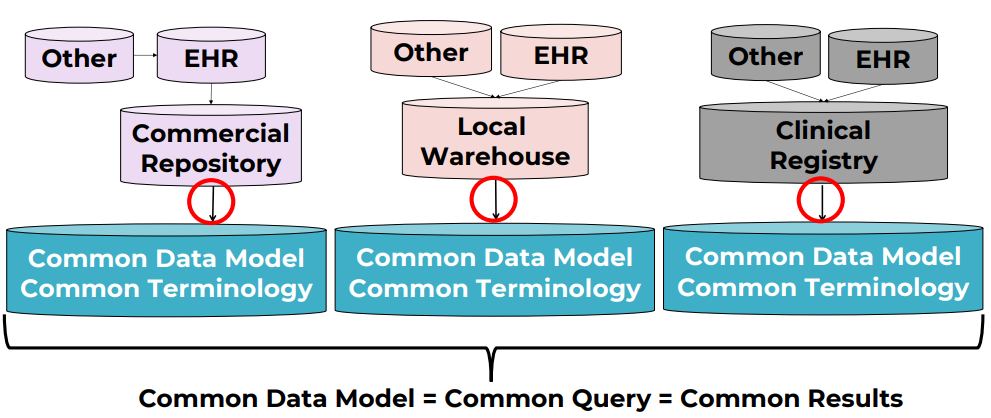 Other
EHR
Other
EHR
Other
EHR
Commercial
Repository
Local
Warehouse
Clinical
Registry
Common Data Model
Common Terminology
Common Data Model
Common Terminology
Common Data Model
Common Terminology
Common Data Model = Common Query = Common Results